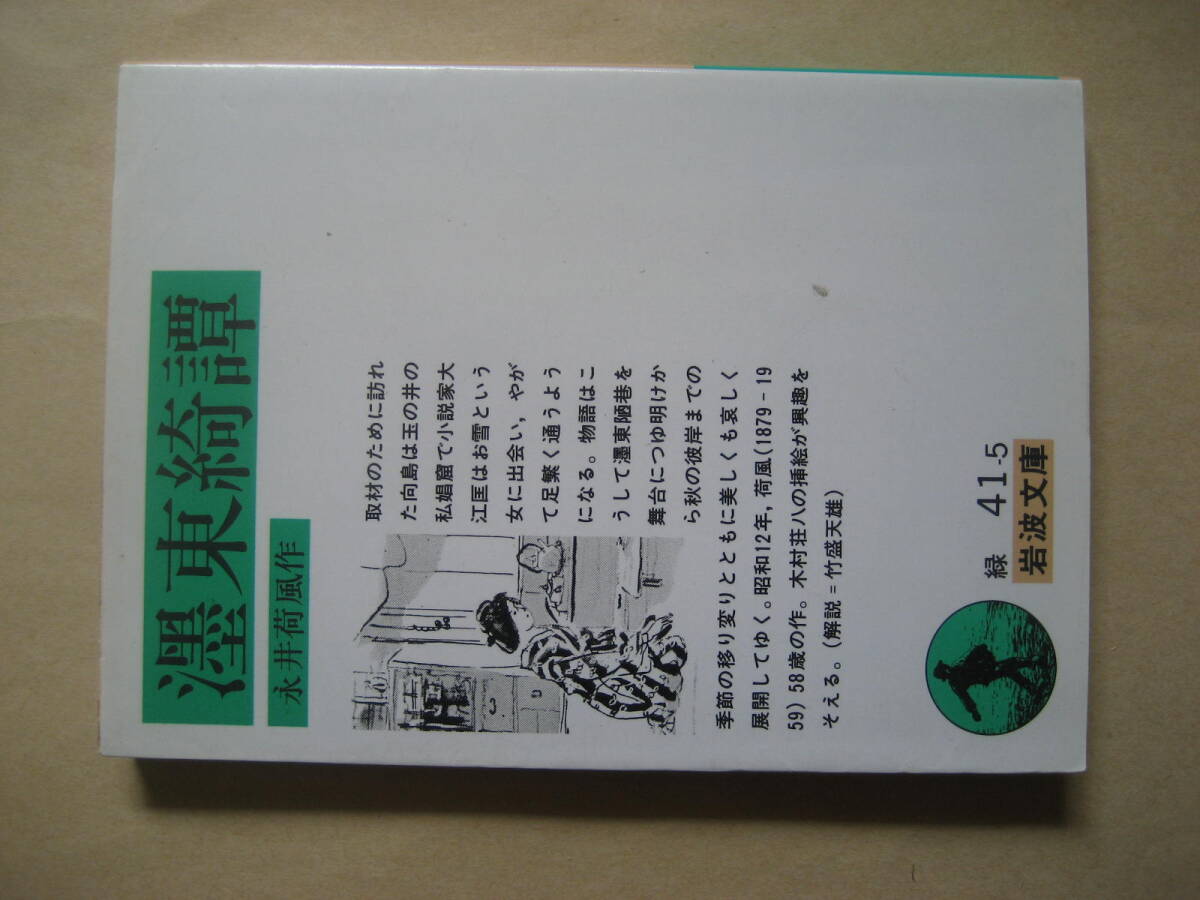 濹東綺譚
永井荷風作
取材のために訪れ
た向島は玉の井の
私娼窟で小説家大
江匡はお雪という
女に出会い，やが
て足繁く通うよう
になる。物語はこ
うして濹東陋巷を
舞台につゆ明けか
ら秋の彼岸までの
季節の移り変りとともに美しくも哀しく
展開してゆく。昭和12年，荷風(1879-19
59)58歳の作。木村荘八の挿絵が興趣を
そえる。(解説＝竹盛天雄)
緑 41-5
岩波文庫